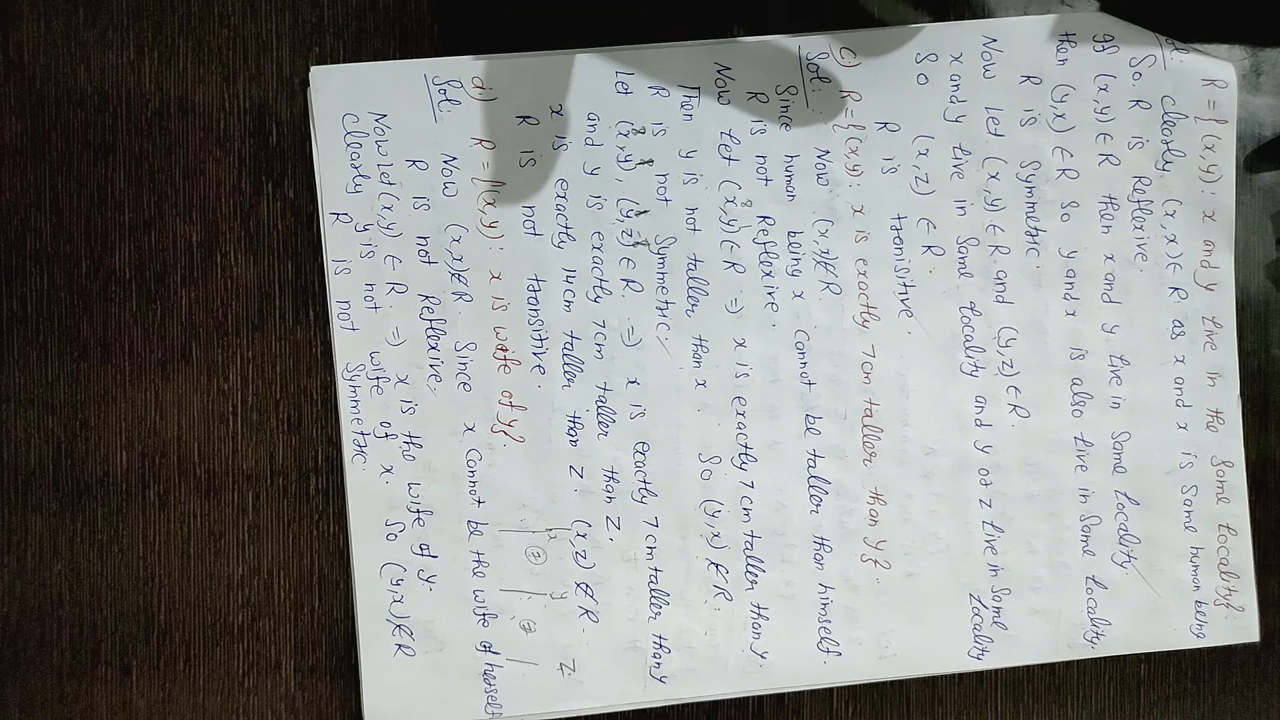 R = {(x,y) : x and y live in the same locality}
Sol: clearly (x,x) ∈ R as x and x is same human being
So, R is Reflexive.
If (x,y) ∈ R then x and y live in same locality.
then (y,x) ∈ R so y and x is also live in same locality.
R is symmetric.
Now let (x,y) ∈ R and (y,z) ∈ R.
x and y live in same locality and y or z live in same locality
So (x,z) ∈ R.
R is transitive.
c) R = {(x,y) : x is exactly 7cm taller than y}.
Sol: Now (x,x) ∉ R.
Since human being x cannot be taller than himself.
R is not Reflexive.
Now let (x,y) ∈ R ⇒ x is exactly 7cm taller than y.
Then y is not taller than x. So (y,x) ∉ R.
R is not symmetric.
Let (x,y), (y,z) ∈ R. ⇒ x is exactly 7cm taller than y
and y is exactly 7cm taller than z.
x is exactly 14cm taller than z. (x,z) ∉ R.
R is not transitive.
x y z
d) R = {(x,y) : x is wife of y}.
Sol: Now (x,x) ∉ R. Since x cannot be the wife of herself
R is not Reflexive.
Now let (x,y) ∈ R. ⇒ x is the wife of y.
clearly y is not wife of x. So (y,x) ∉ R
R is not symmetric.